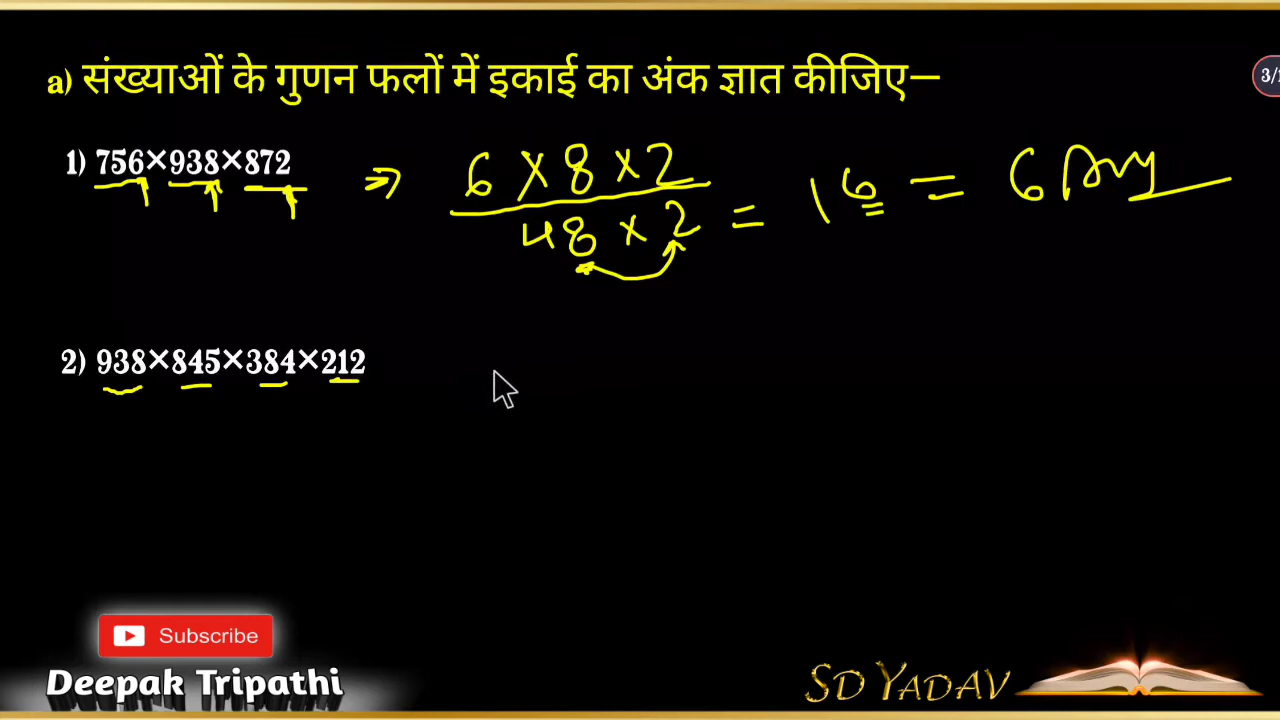 a) संख्याओं के गुणन फलों में इकाई का अंक ज्ञात कीजिए–
3/
1) 756×938×872 ⇒ 6 × 8 × 2
48 × 2 = 16 = 6 Ans
2) 938×845×384×212
Subscribe
Deepak Tripathi
SD YADAV